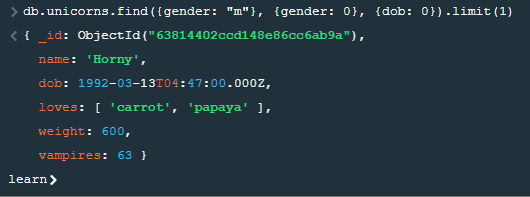 > db.unicorns.find({gender: "m"}, {gender: 0}, {dob: 0}).limit(1)
< { _id: ObjectId("63814402ccd148e86cc6ab9a"),
name: 'Horny',
dob: 1992-03-13T04:47:00.000Z,
loves: [ 'carrot', 'papaya' ],
weight: 600,
vampires: 63 }
learn>